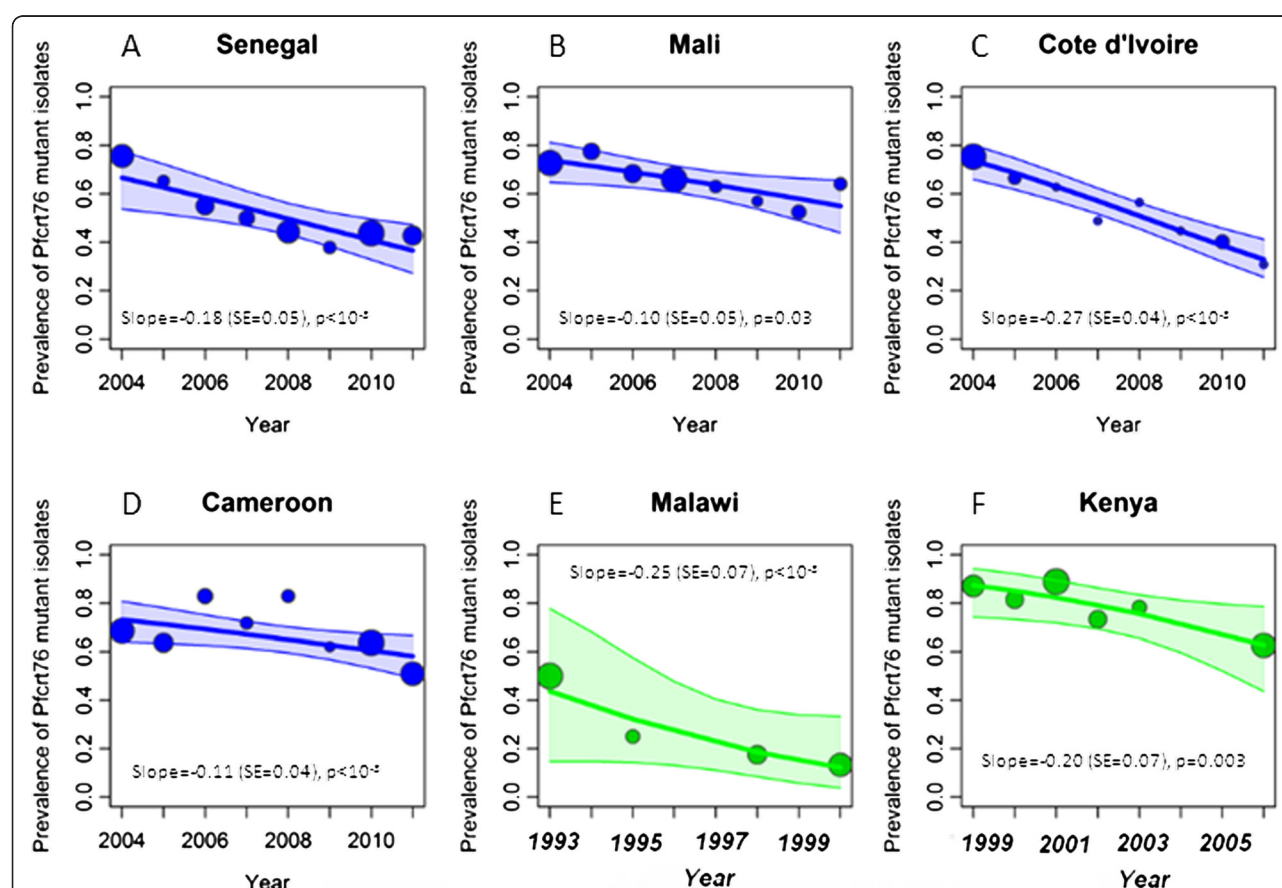 A Senegal
Prevalence of Pfcrt76 mutant isolates
1.0
0.8
0.6
0.4
0.2
0.0
Slope=-0.18 (SE=0.05), p<10⁻⁵
2004 2006 2008 2010
Year
B Mali
Prevalence of Pfcrt76 mutant isolates
1.0
0.8
0.6
0.4
0.2
0.0
Slope=-0.10 (SE=0.05), p=0.03
2004 2006 2008 2010
Year
C Cote d'Ivoire
Prevalence of Pfcrt76 mutant isolates
1.0
0.8
0.6
0.4
0.2
0.0
Slope=-0.27 (SE=0.04), p<10⁻⁵
2004 2006 2008 2010
Year
D Cameroon
Prevalence of Pfcrt76 mutant isolates
1.0
0.8
0.6
0.4
0.2
0.0
Slope=-0.11 (SE=0.04), p<10⁻⁵
2004 2006 2008 2010
Year
E Malawi
Prevalence of Pfcrt76 mutant isolates
1.0
0.8
0.6
0.4
0.2
0.0
Slope=-0.25 (SE=0.07), p<10⁻⁵
1993 1995 1997 1999
Year
F Kenya
Prevalence of Pfcrt76 mutant isolates
1.0
0.8
0.6
0.4
0.2
0.0
Slope=-0.20 (SE=0.07), p=0.003
1999 2001 2003 2005
Year